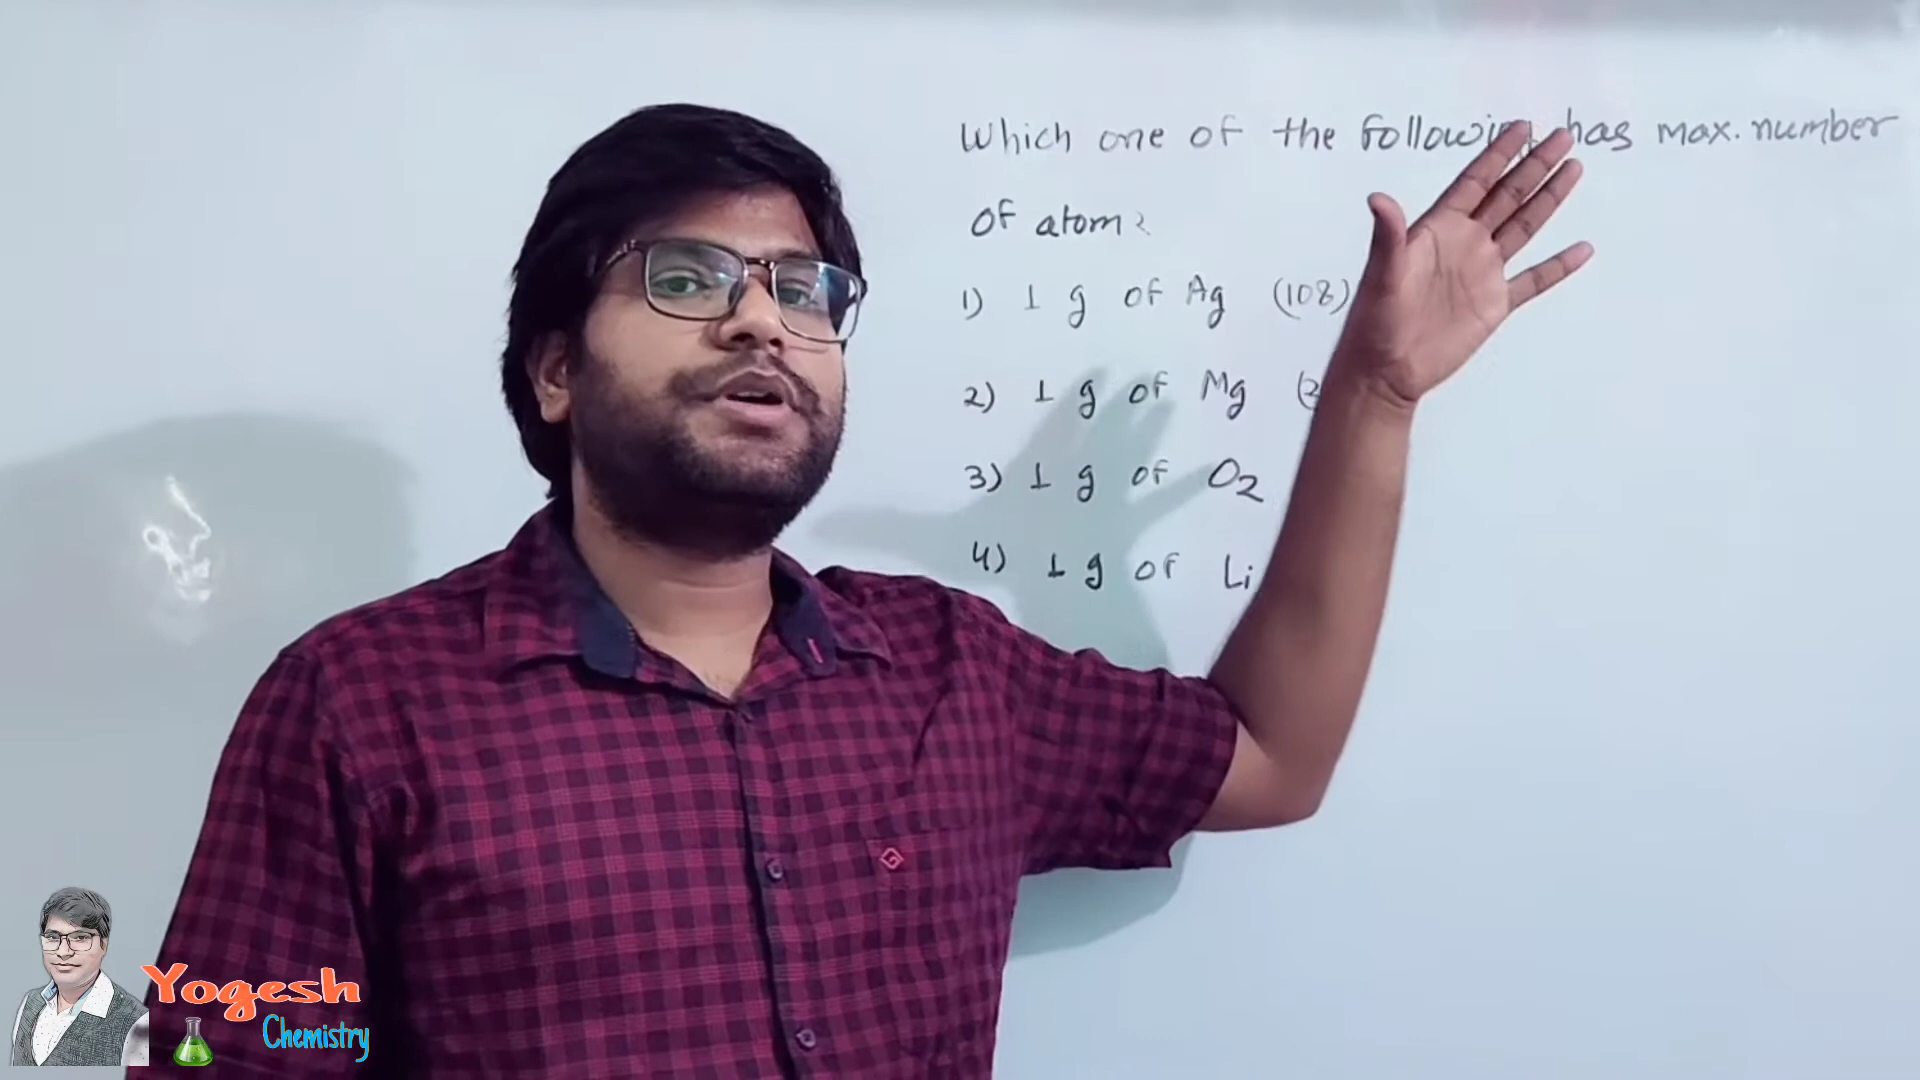 Which one of the following has max. number
of atom?
1) 1 g of Ag (108)
2) 1 g of Mg (2
3) 1 g of O2
4) 1 g of Li
Yogesh
Chemistry